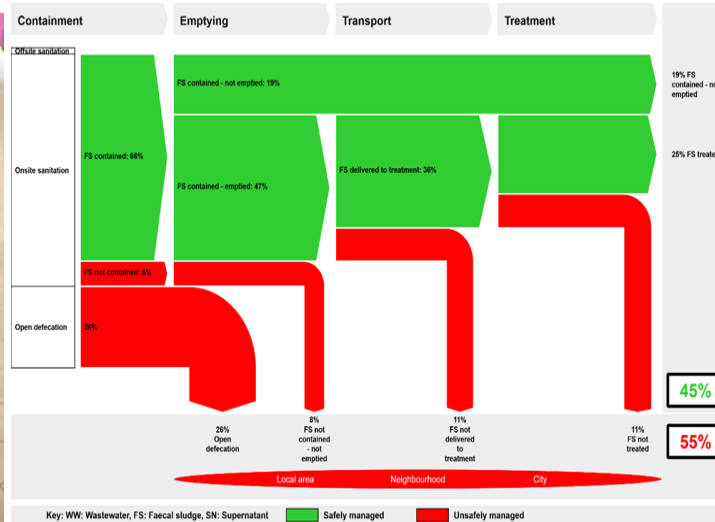 Containment
Emptying
Transport
Treatment
Offsite sanitation
Onsite sanitation
Open defecation
FS contained: 66%
FS not contained: 8%
26%
FS contained - not emptied: 19%
FS contained - emptied: 47%
FS delivered to treatment: 36%
19% FS
contained
emptied
25% FS
45%
55%
26%
Open
defecation
8%
FS not
contained
- not
emptied
11%
FS not
delivered
to
treatment
11%
FS not
treated
Local area
Neighbourhood
City
Key: WW: Wastewater, FS: Faecal sludge, SN: Supernatant
Safely managed
Unsafely managed